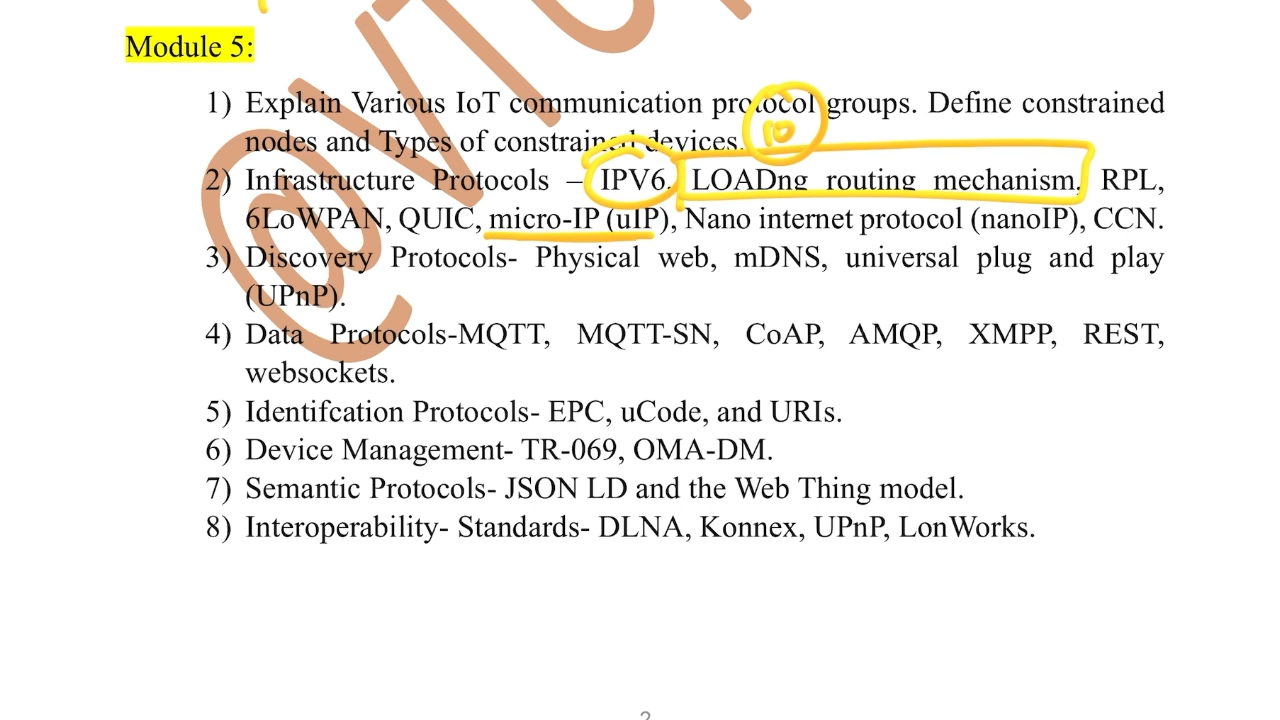 Module 5:
1) Explain Various IoT communication protocol groups. Define constrained
nodes and Types of constrained devices.
10
2) Infrastructure Protocols – IPV6, LOADng routing mechanism, RPL,
6LoWPAN, QUIC, micro-IP (uIP), Nano internet protocol (nanoIP), CCN.
3) Discovery Protocols- Physical web, mDNS, universal plug and play
(UPnP).
4) Data Protocols-MQTT, MQTT-SN, CoAP, AMQP, XMPP, REST,
websockets.
5) Identifcation Protocols- EPC, uCode, and URIs.
6) Device Management- TR-069, OMA-DM.
7) Semantic Protocols- JSON LD and the Web Thing model.
8) Interoperability- Standards- DLNA, Konnex, UPnP, LonWorks.